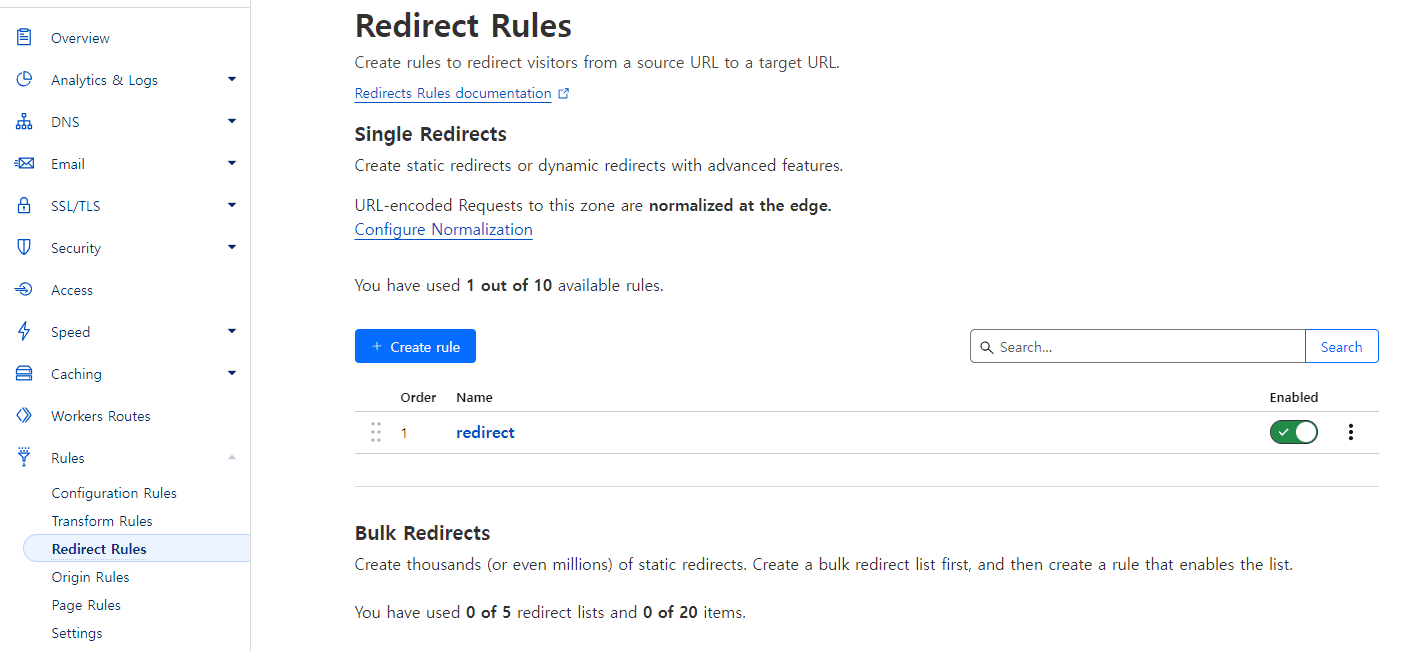 Overview
Analytics & Logs
DNS
Email
SSL/TLS
Security
Access
Speed
Caching
Workers Routes
Rules
Configuration Rules
Transform Rules
Redirect Rules
Origin Rules
Page Rules
Settings
Redirect Rules
Create rules to redirect visitors from a source URL to a target URL.
Redirects Rules documentation
Single Redirects
Create static redirects or dynamic redirects with advanced features.
URL-encoded Requests to this zone are normalized at the edge.
Configure Normalization
You have used 1 out of 10 available rules.
+ Create rule
Search...
Search
Order Name Enabled
1 redirect
Bulk Redirects
Create thousands (or even millions) of static redirects. Create a bulk redirect list first, and then create a rule that enables the list.
You have used 0 of 5 redirect lists and 0 of 20 items.